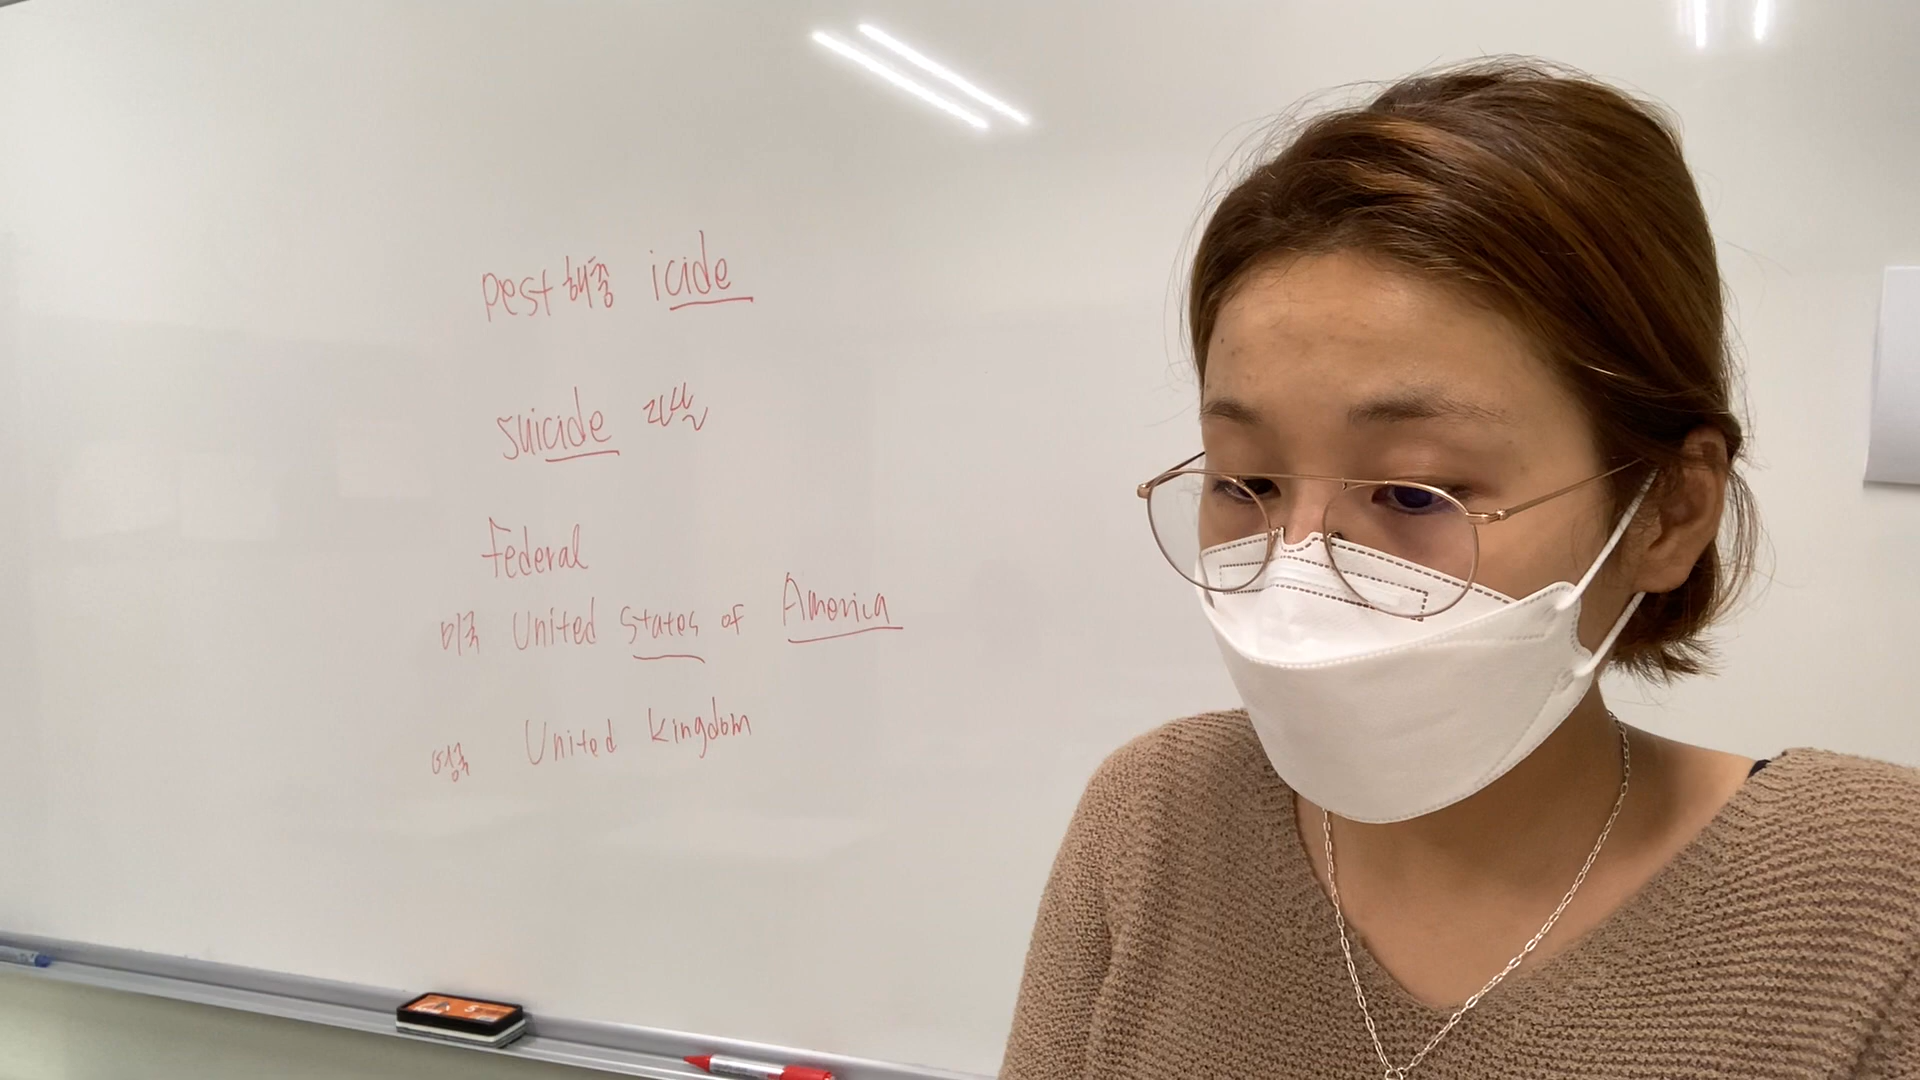 pest 해충 icide
suicide 자살
Federal
미국 United States of America
영국 United kingdom